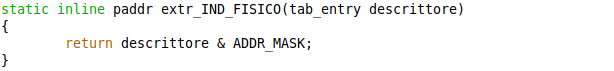 static inline paddr extr_IND_FISICO(tab_entry descrittore)
{
        return descrittore & ADDR_MASK;
}